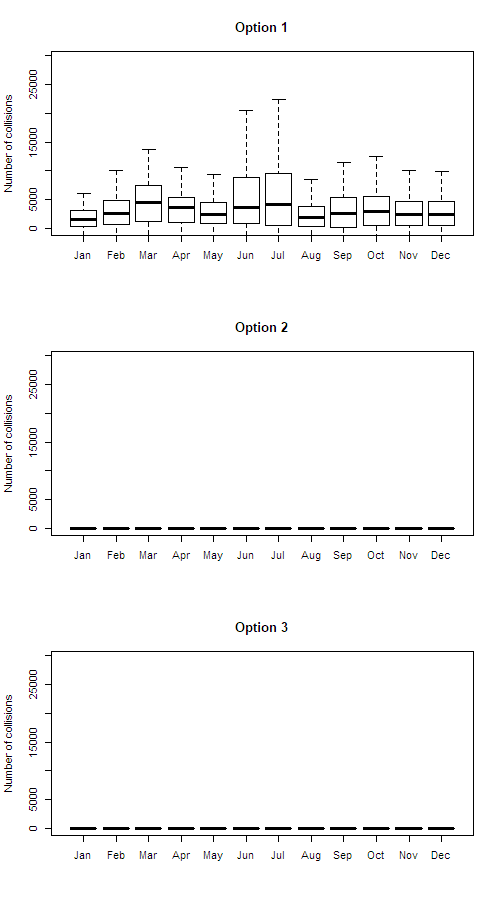 Option 1
Number of collisions
25000
15000
5000
0
Jan Feb Mar Apr May Jun Jul Aug Sep Oct Nov Dec
Option 2
Number of collisions
25000
15000
5000
0
Jan Feb Mar Apr May Jun Jul Aug Sep Oct Nov Dec
Option 3
Number of collisions
25000
15000
5000
0
Jan Feb Mar Apr May Jun Jul Aug Sep Oct Nov Dec